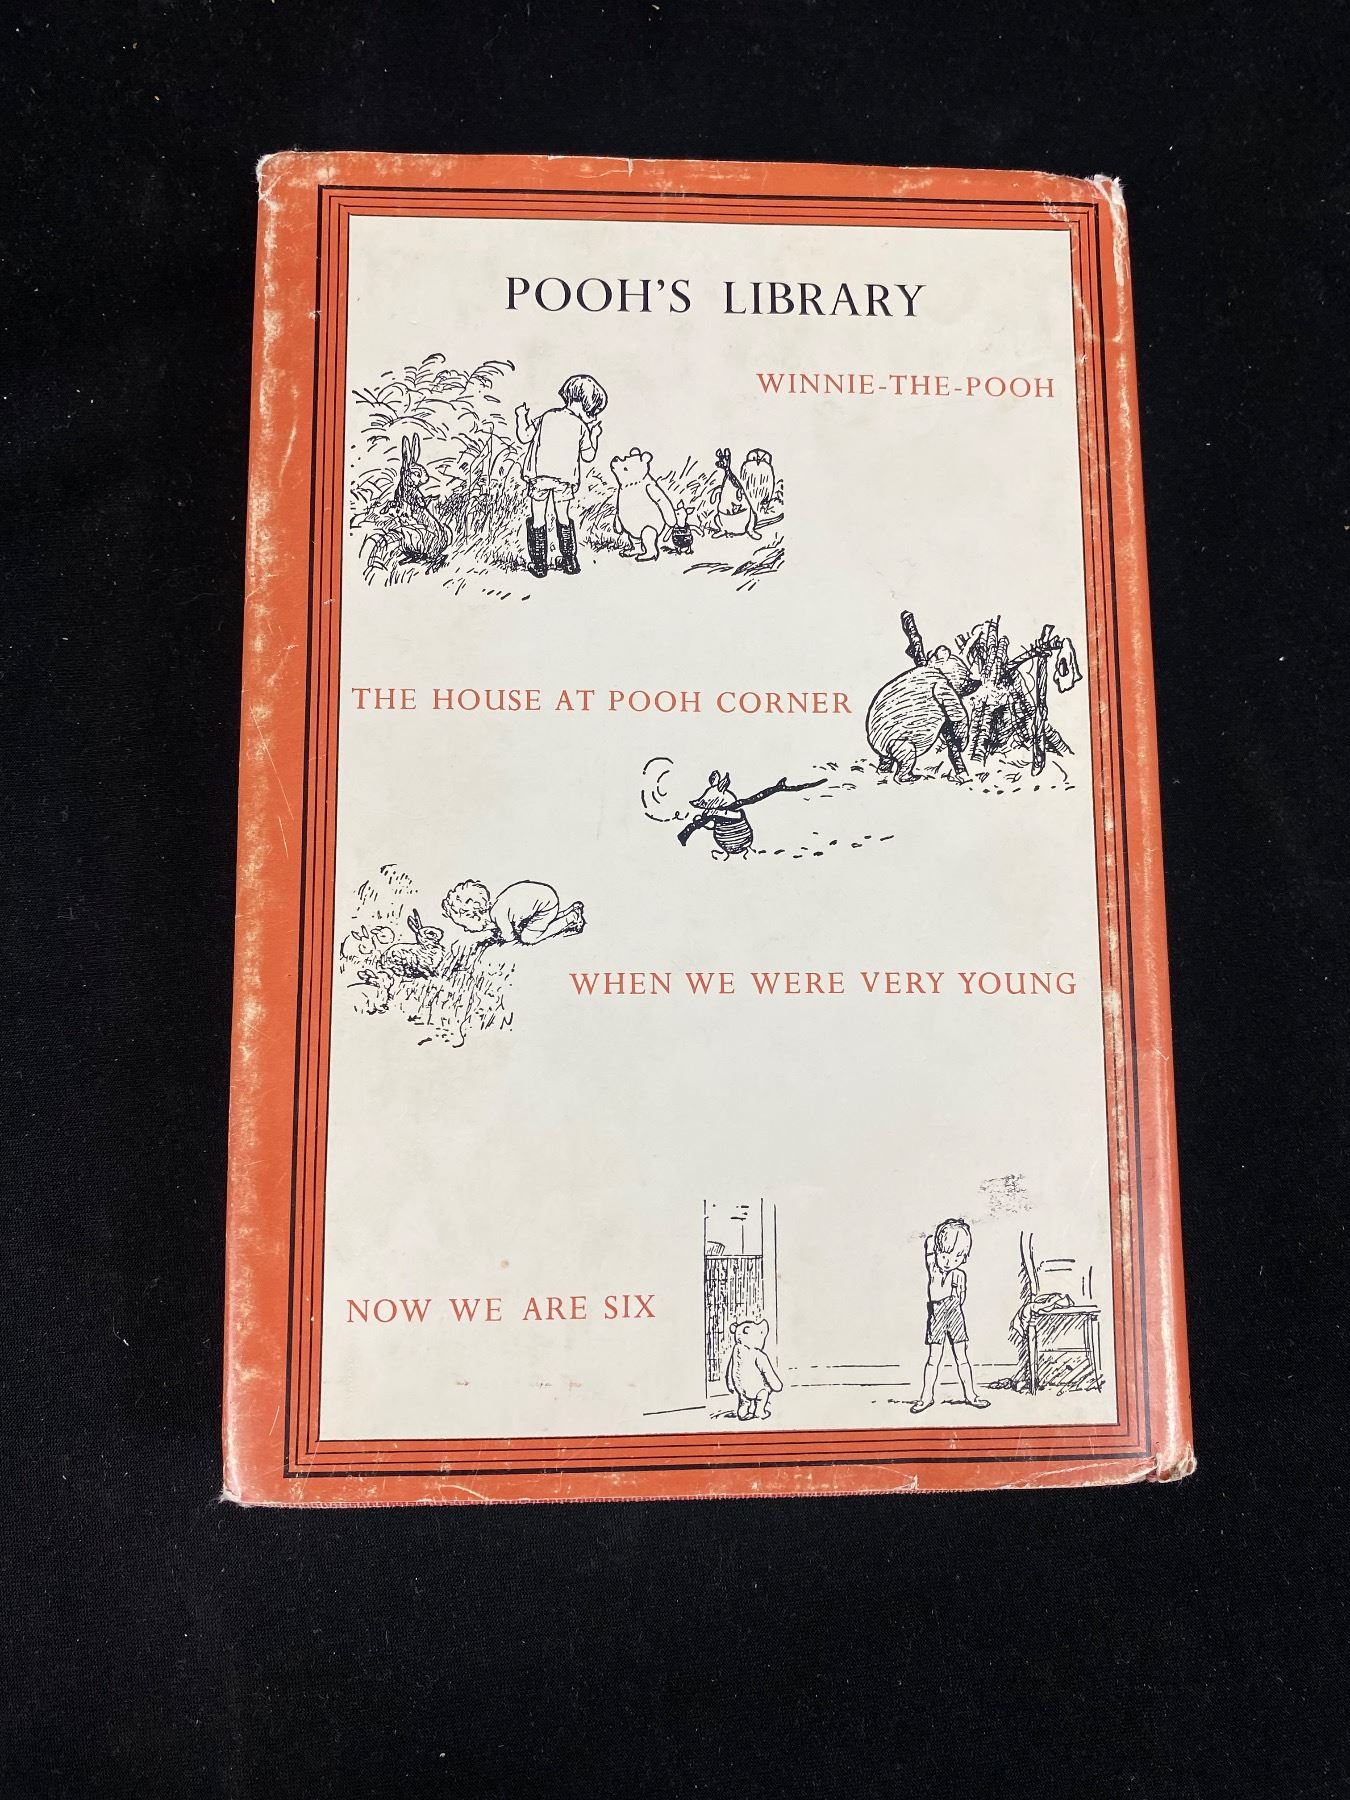 POOH'S LIBRARY
WINNIE-THE-POOH
THE HOUSE AT POOH CORNER
WHEN WE WERE VERY YOUNG
NOW WE ARE SIX